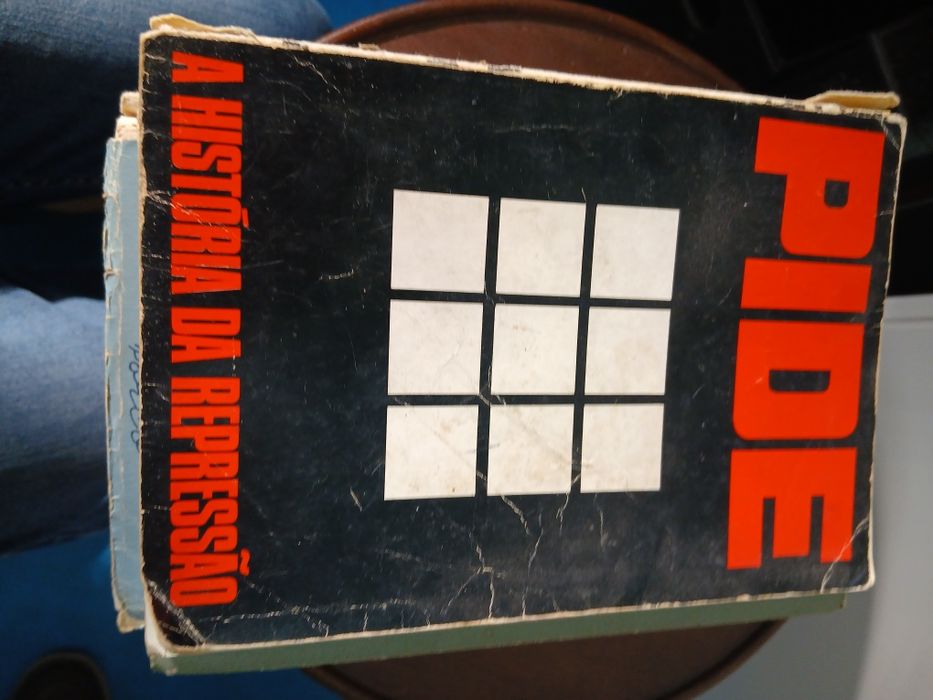 PIDE
A HISTÓRIA DA REPRESSÃO